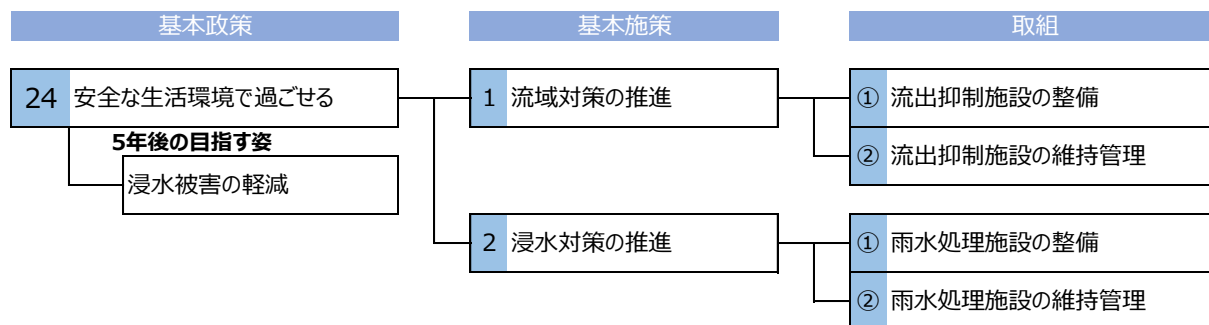 基本政策
基本施策
取組
24 安全な生活環境で過ごせる
5年後の目指す姿
浸水被害の軽減
1 流域対策の推進
① 流出抑制施設の整備
② 流出抑制施設の維持管理
2 浸水対策の推進
① 雨水処理施設の整備
② 雨水処理施設の維持管理